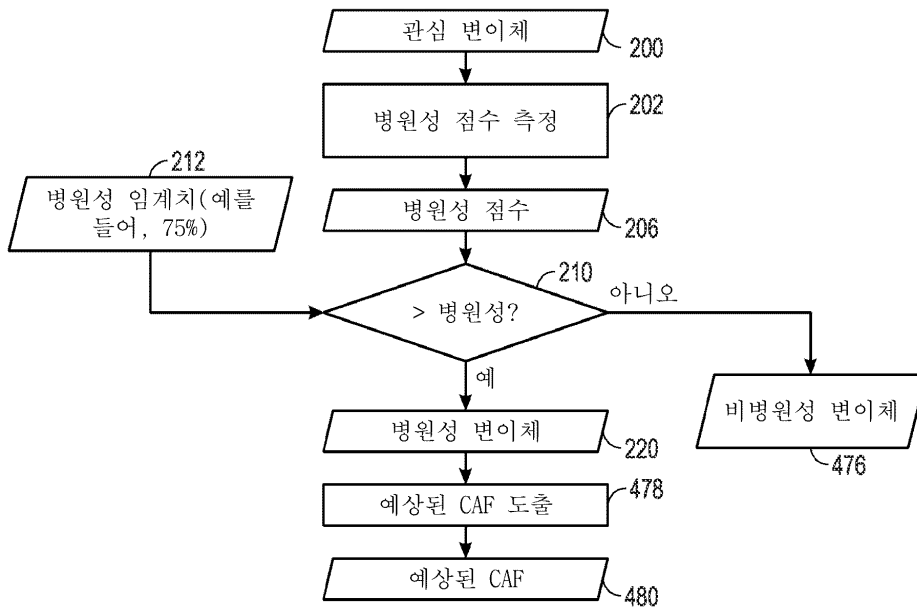 관심 변이체
200
병원성 점수 측정
202
병원성 점수
206
212
병원성 임계치(예를
들어, 75%)
210
> 병원성?
아니오
예
비병원성 변이체
476
병원성 변이체
220
478
예상된 CAF 도출
예상된 CAF
480